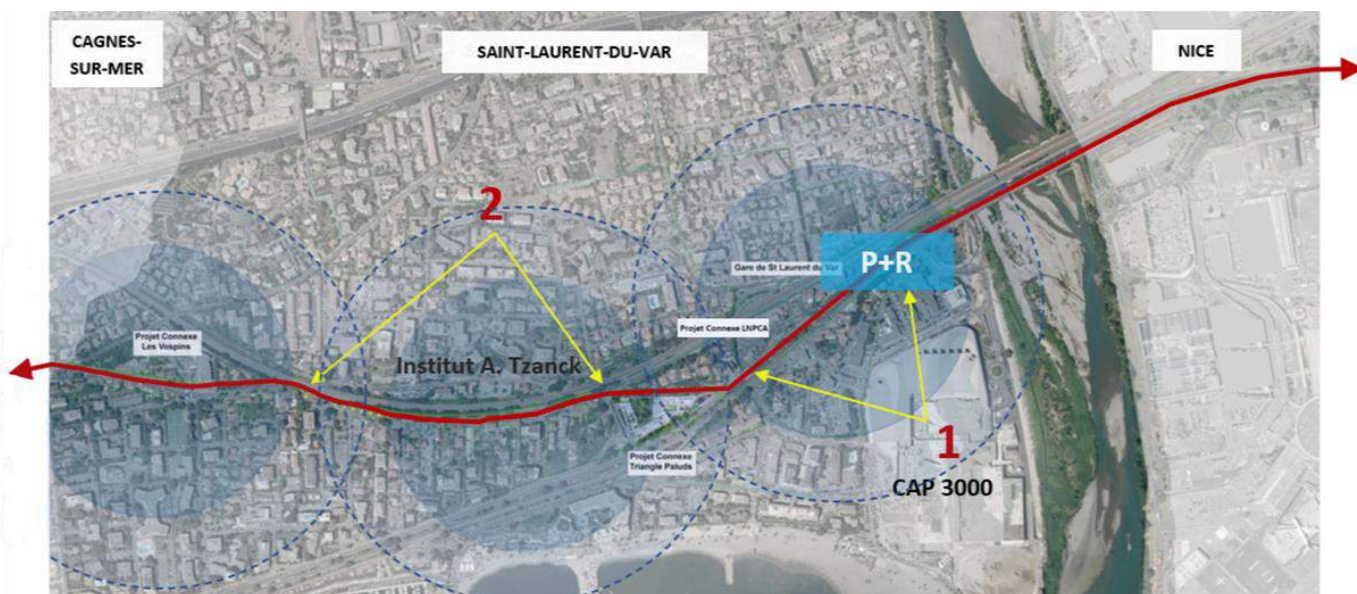 CAGNES-
SUR-MER
SAINT-LAURENT-DU-VAR
NICE
2
P+R
Gare de St Laurent du Var
Projet Connexe LNPCA
Projet Connexe
Les Vespins
Institut A. Tzanck
1
Projet Connexe
Triangle Paluds
CAP 3000